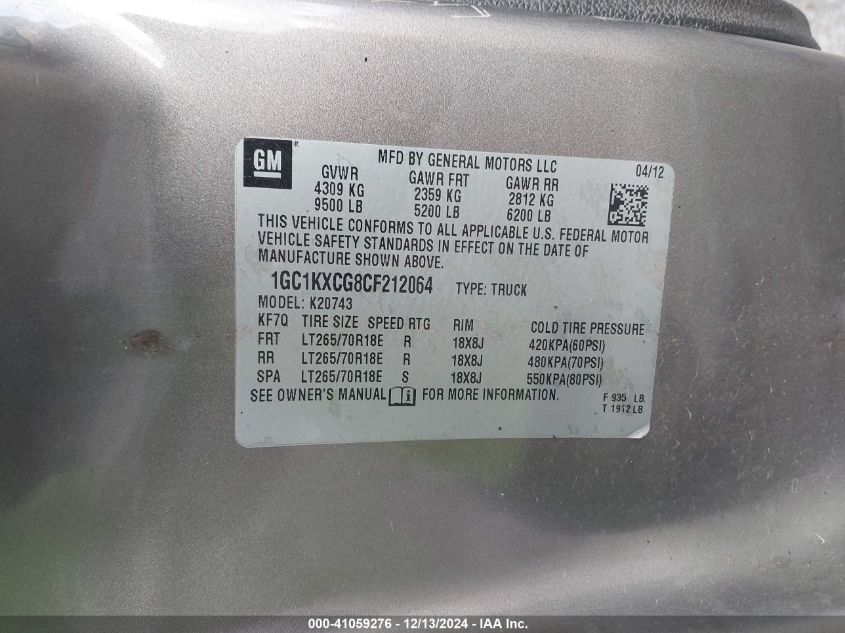 GM
MFD BY GENERAL MOTORS LLC 04/12
GVWR GAWR FRT GAWR RR
4309 KG 2359 KG 2812 KG
9500 LB 5200 LB 6200 LB
THIS VEHICLE CONFORMS TO ALL APPLICABLE U.S. FEDERAL MOTOR
VEHICLE SAFETY STANDARDS IN EFFECT ON THE DATE OF
MANUFACTURE SHOWN ABOVE.
1GC1KXCG8CF212064 TYPE: TRUCK
MODEL: K20743
KF7Q TIRE SIZE SPEED RTG RIM COLD TIRE PRESSURE
FRT LT265/70R18E R 18X8J 420KPA(60PSI)
RR LT265/70R18E R 18X8J 480KPA(70PSI)
SPA LT265/70R18E S 18X8J 550KPA(80PSI)
SEE OWNER'S MANUAL FOR MORE INFORMATION.
F 935 LB
T 1912 LB
000-41059276 - 12/13/2024 - IAAI.com